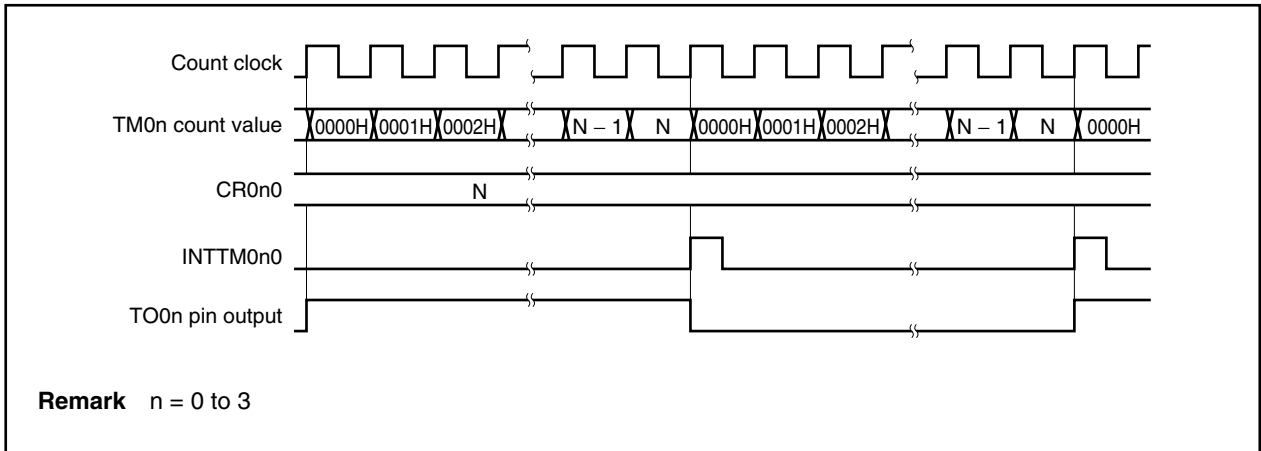 Count clock
TM0n count value 0000H 0001H 0002H N – 1 N 0000H 0001H 0002H N – 1 N 0000H
CR0n0 N
INTTM0n0
TO0n pin output
Remark n = 0 to 3